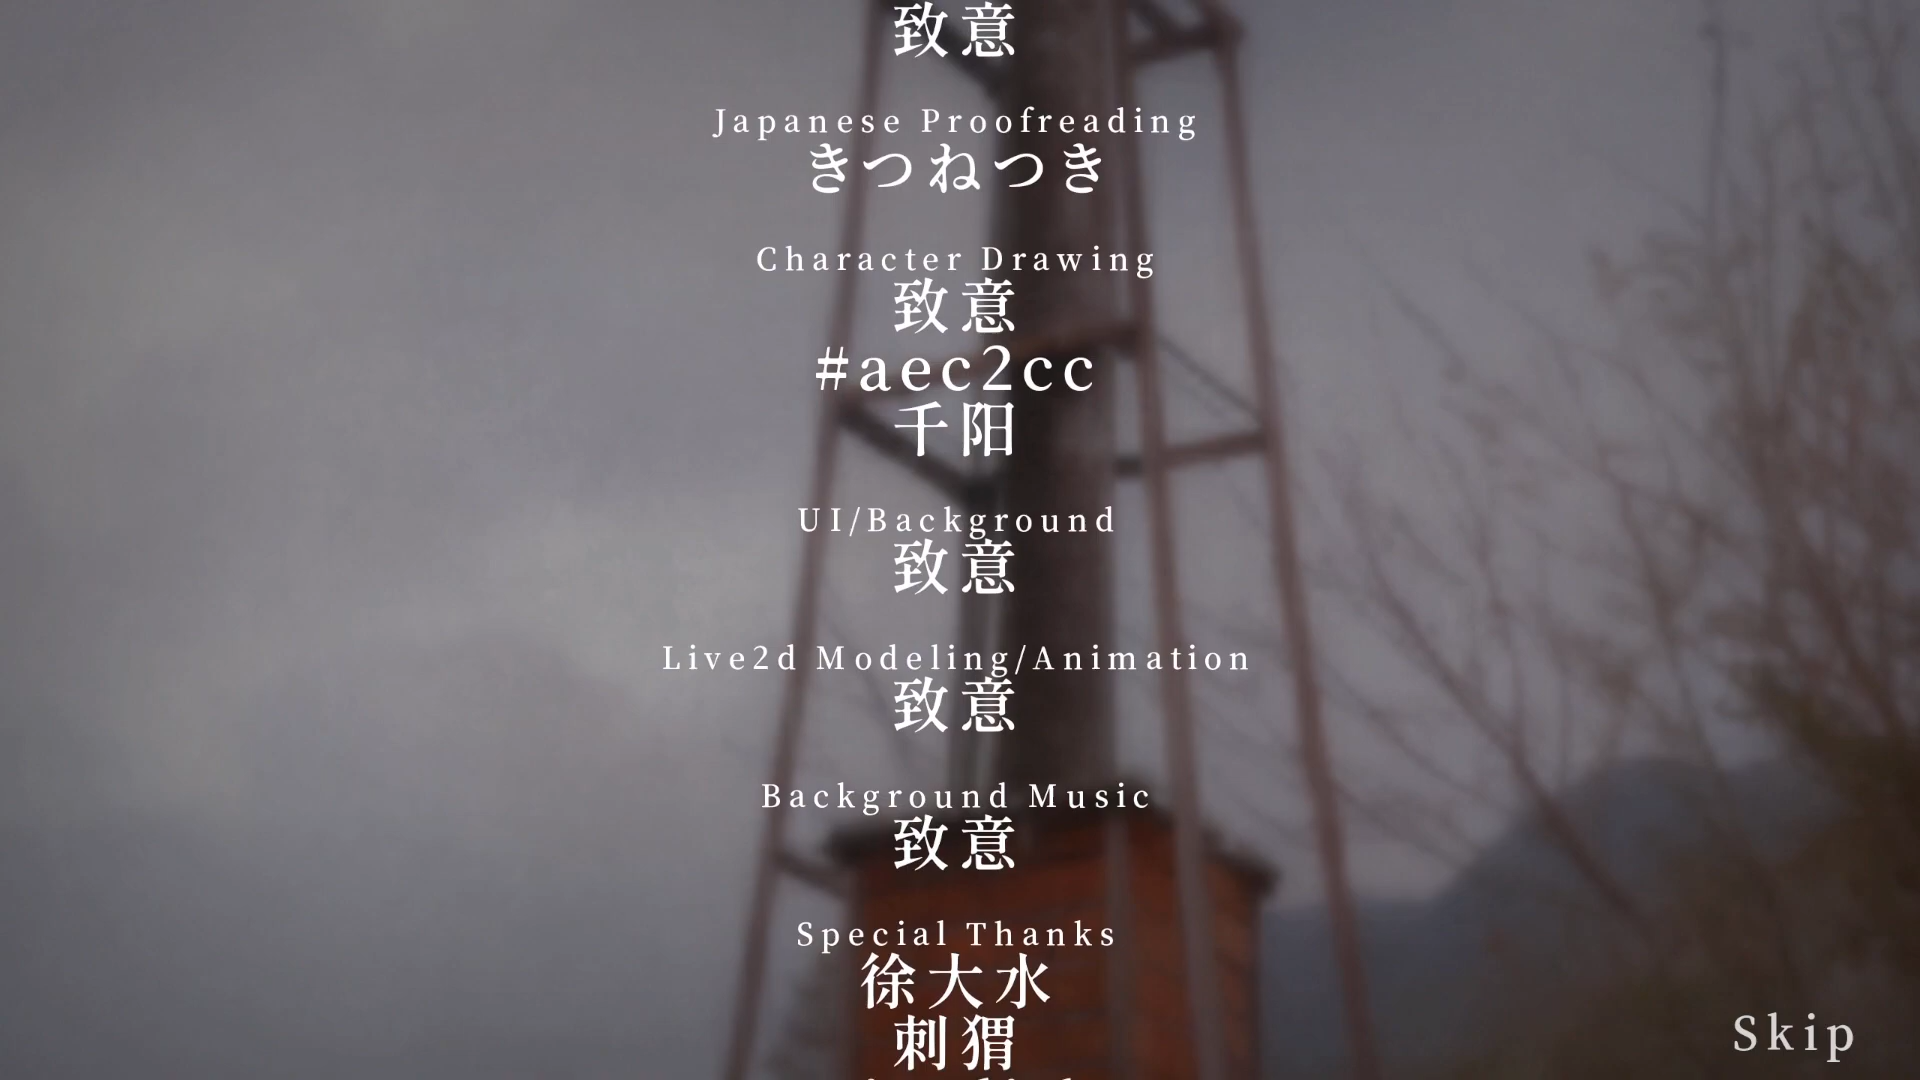 致意
Japanese Proofreading
きつねつき
Character Drawing
致意
#aec2cc
千阳
UI/Background
致意
Live2d Modeling/Animation
致意
Background Music
致意
Special Thanks
徐大水
刺猬
Skip